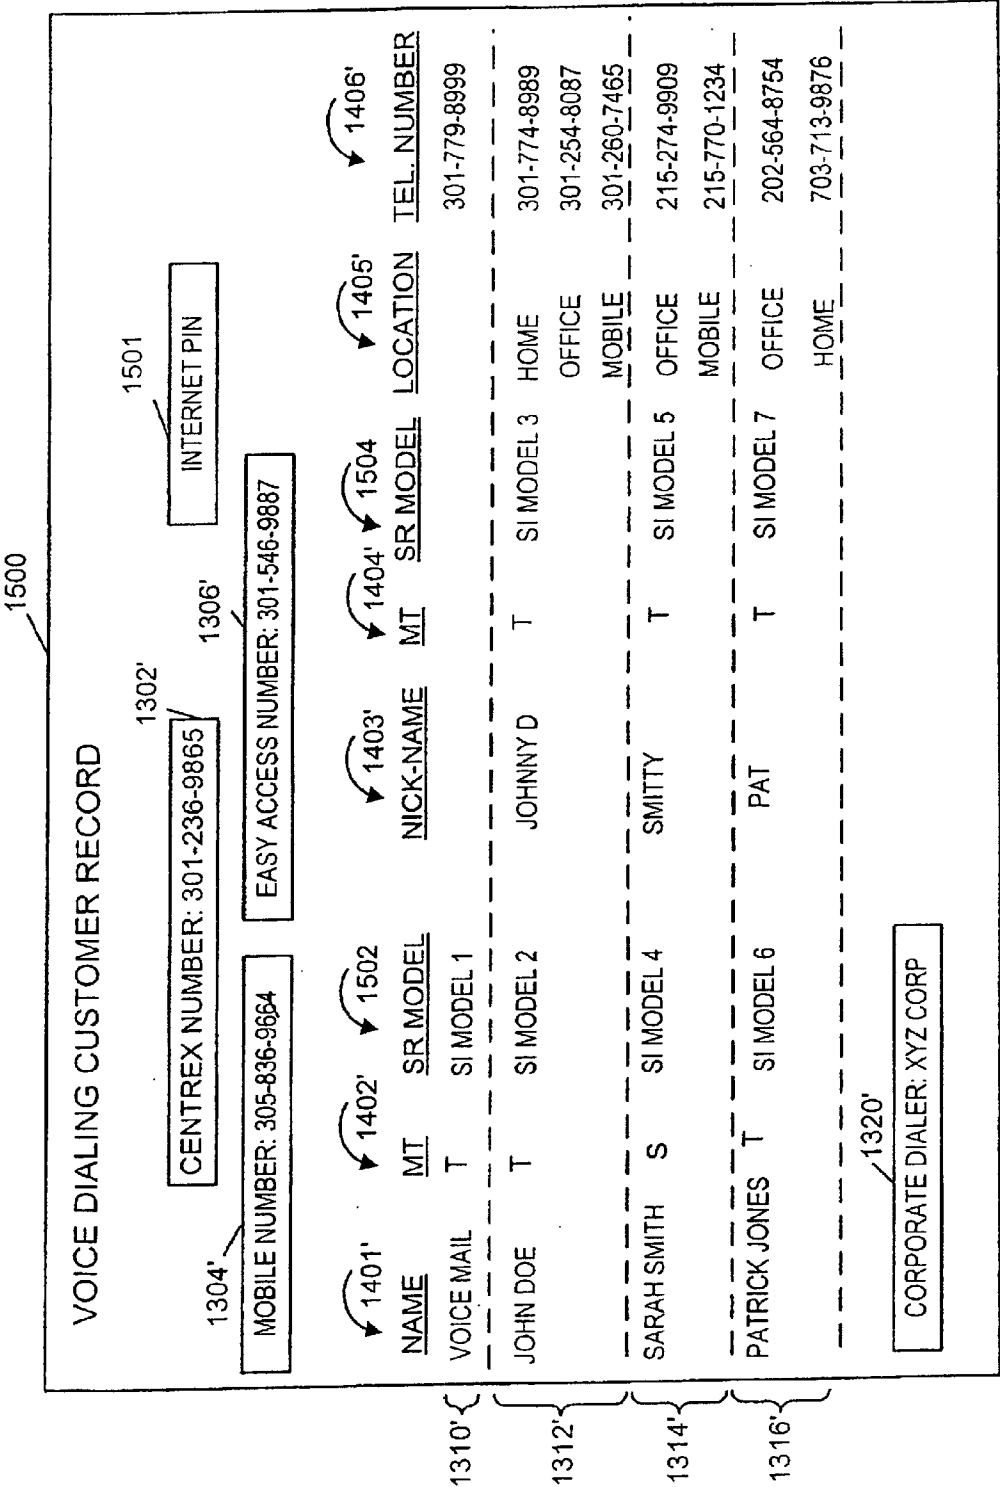 1500
VOICE DIALING CUSTOMER RECORD
1302'
1501
CENTREX NUMBER: 301-236-9865
INTERNET PIN
1304'
1306'
MOBILE NUMBER: 305-836-9664
EASY ACCESS NUMBER: 301-546-9887
1401' 1402' 1502 1403' 1404' 1504 1405' 1406'
NAME MT SR MODEL NICK-NAME MT SR MODEL LOCATION TEL. NUMBER
1310' VOICE MAIL T SI MODEL 1 301-779-8999
1312' JOHN DOE T SI MODEL 2 JOHNNY D T SI MODEL 3 HOME 301-774-8989
OFFICE 301-254-8087
MOBILE 301-260-7465
1314' SARAH SMITH S SI MODEL 4 SMITTY T SI MODEL 5 OFFICE 215-274-9909
MOBILE 215-770-1234
1316' PATRICK JONES T SI MODEL 6 PAT T SI MODEL 7 OFFICE 202-564-8754
HOME 703-713-9876
1320'
CORPORATE DIALER: XYZ CORP